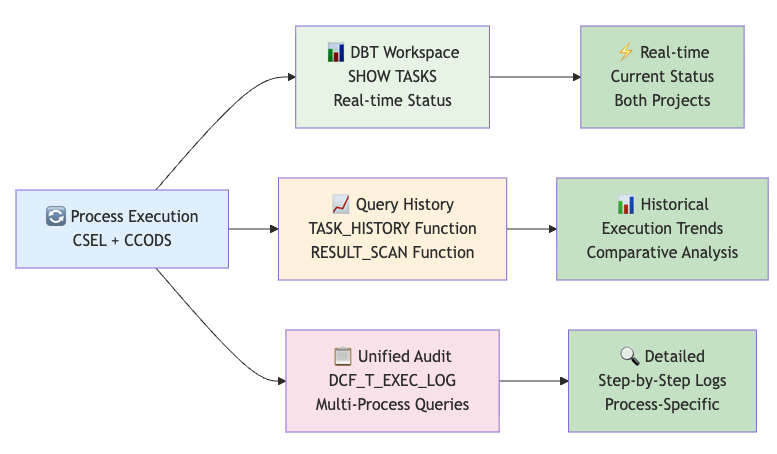 Process Execution
CSEL + CCODS
DBT Workspace
SHOW TASKS
Real-time Status
Real-time
Current Status
Both Projects
Query History
TASK_HISTORY Function
RESULT_SCAN Function
Historical
Execution Trends
Comparative Analysis
Unified Audit
DCF_T_EXEC_LOG
Multi-Process Queries
Detailed
Step-by-Step Logs
Process-Specific